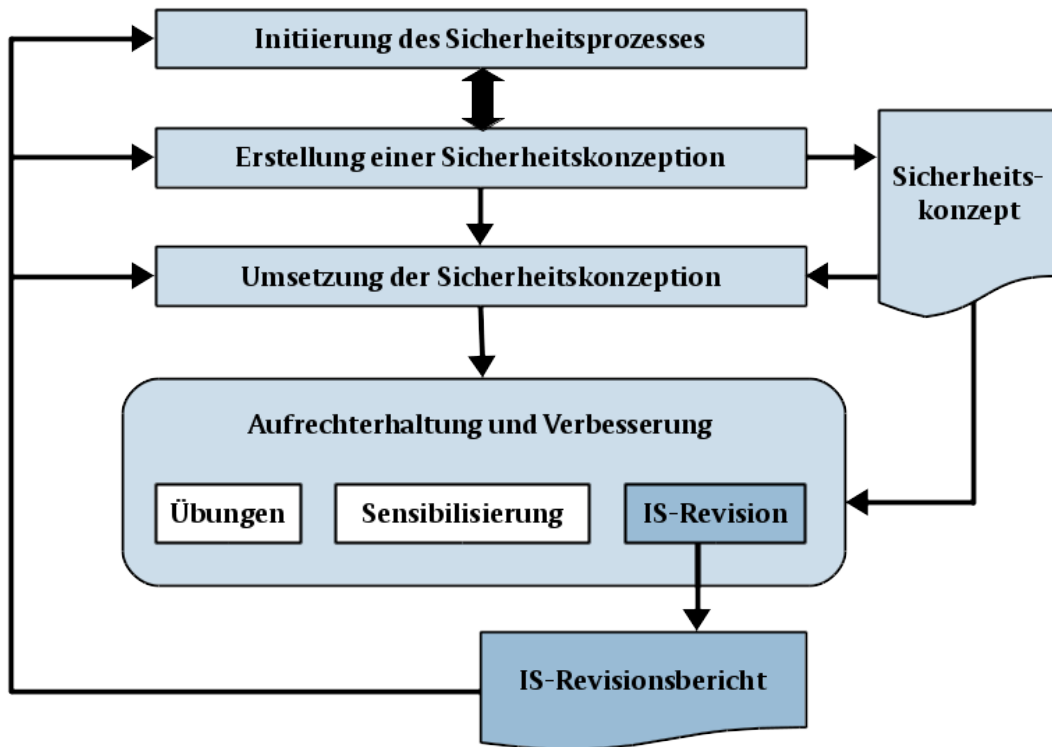 Initiierung des Sicherheitsprozesses
Erstellung einer Sicherheitskonzeption
Sicherheits-
konzept
Umsetzung der Sicherheitskonzeption
Aufrechterhaltung und Verbesserung
Übungen
Sensibilisierung
IS-Revision
IS-Revisionsbericht